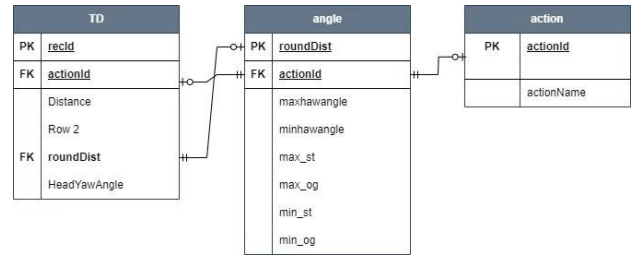 TD
PK recId
FK actionId
Distance
Row 2
FK roundDist
HeadYawAngle
angle
PK roundDist
FK actionId
maxhawangle
minhawangle
max_st
max_og
min_st
min_og
action
PK actionId
actionName